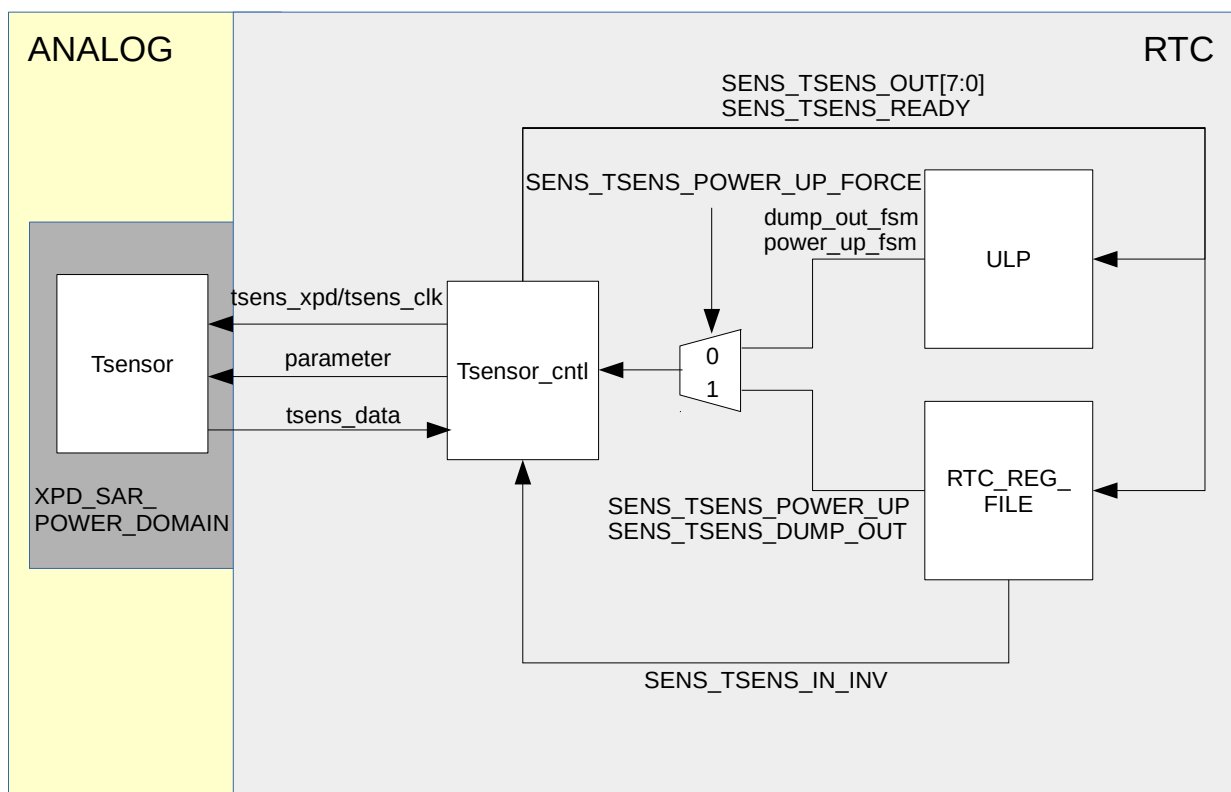 ANALOG
RTC
SENS_TSENS_OUT[7:0]
SENS_TSENS_READY
SENS_TSENS_POWER_UP_FORCE
dump_out_fsm
power_up_fsm
ULP
tsens_xpd/tsens_clk
Tsensor
parameter
Tsensor_cntl
0
1
tsens_data
XPD_SAR_
POWER_DOMAIN
RTC_REG_
FILE
SENS_TSENS_POWER_UP
SENS_TSENS_DUMP_OUT
SENS_TSENS_IN_INV